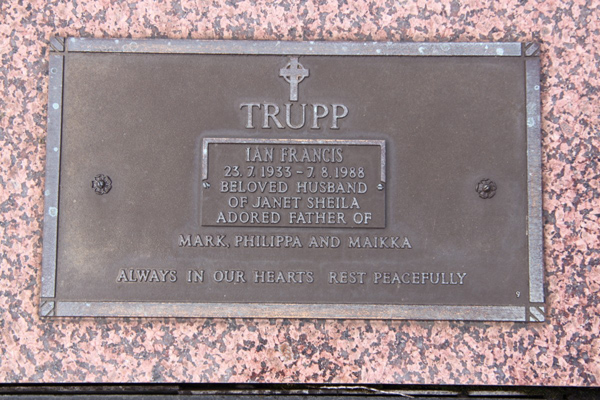 TRUPP
IAN FRANCIS
23.7.1933 - 7.8.1988
BELOVED HUSBAND
OF JANET SHEILA
ADORED FATHER OF
MARK, PHILIPPA AND MAIKKA
ALWAYS IN OUR HEARTS REST PEACEFULLY
9